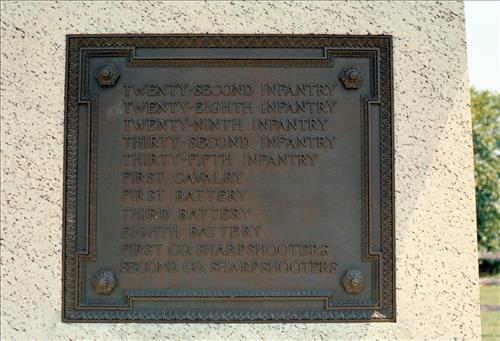 TWENTY-SECOND INFANTRY
TWENTY-EIGHTH INFANTRY
TWENTY-NINTH INFANTRY
THIRTY-SECOND INFANTRY
THIRTY-FIFTH INFANTRY
FIRST CAVALRY
FIRST BATTERY
THIRD BATTERY
EIGHTH BATTERY
FIRST CO. SHARPSHOOTERS
SECOND CO. SHARPSHOOTERS